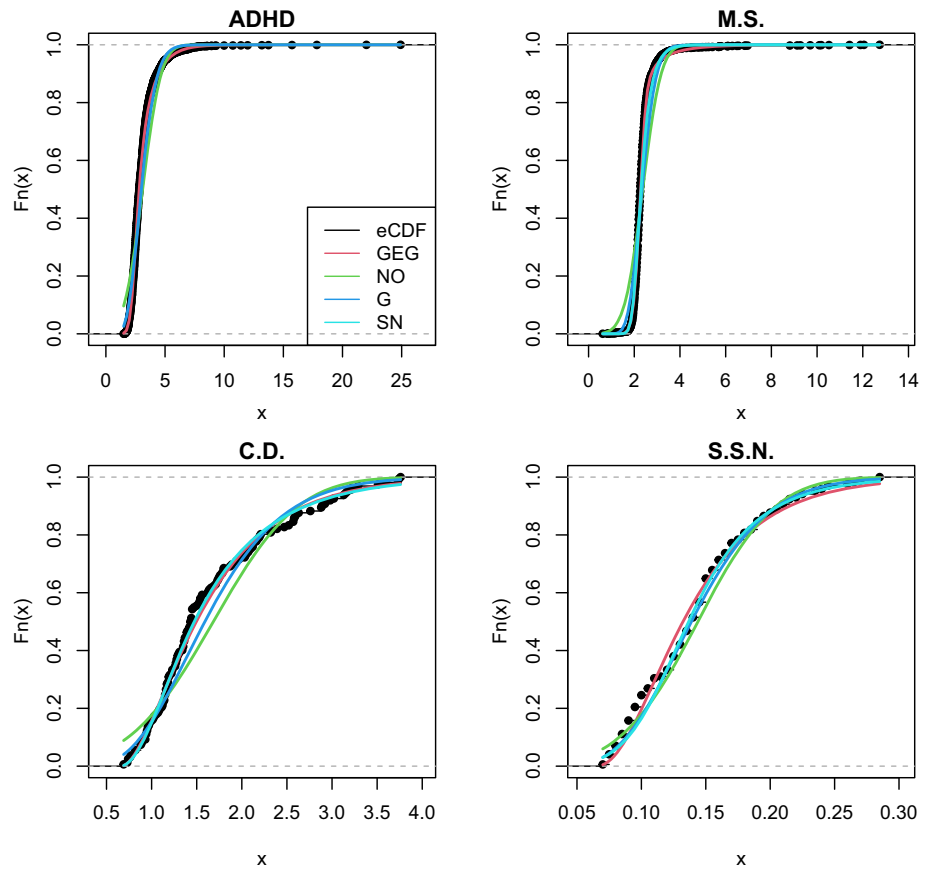 ADHD
Fn(x)
0.0 0.2 0.4 0.6 0.8 1.0
eCDF
GEG
NO
G
SN
0 5 10 15 20 25
x
M.S.
Fn(x)
0.0 0.2 0.4 0.6 0.8 1.0
0 2 4 6 8 10 12 14
x
C.D.
Fn(x)
0.0 0.2 0.4 0.6 0.8 1.0
0.5 1.0 1.5 2.0 2.5 3.0 3.5 4.0
x
S.S.N.
Fn(x)
0.0 0.2 0.4 0.6 0.8 1.0
0.05 0.10 0.15 0.20 0.25 0.30
x